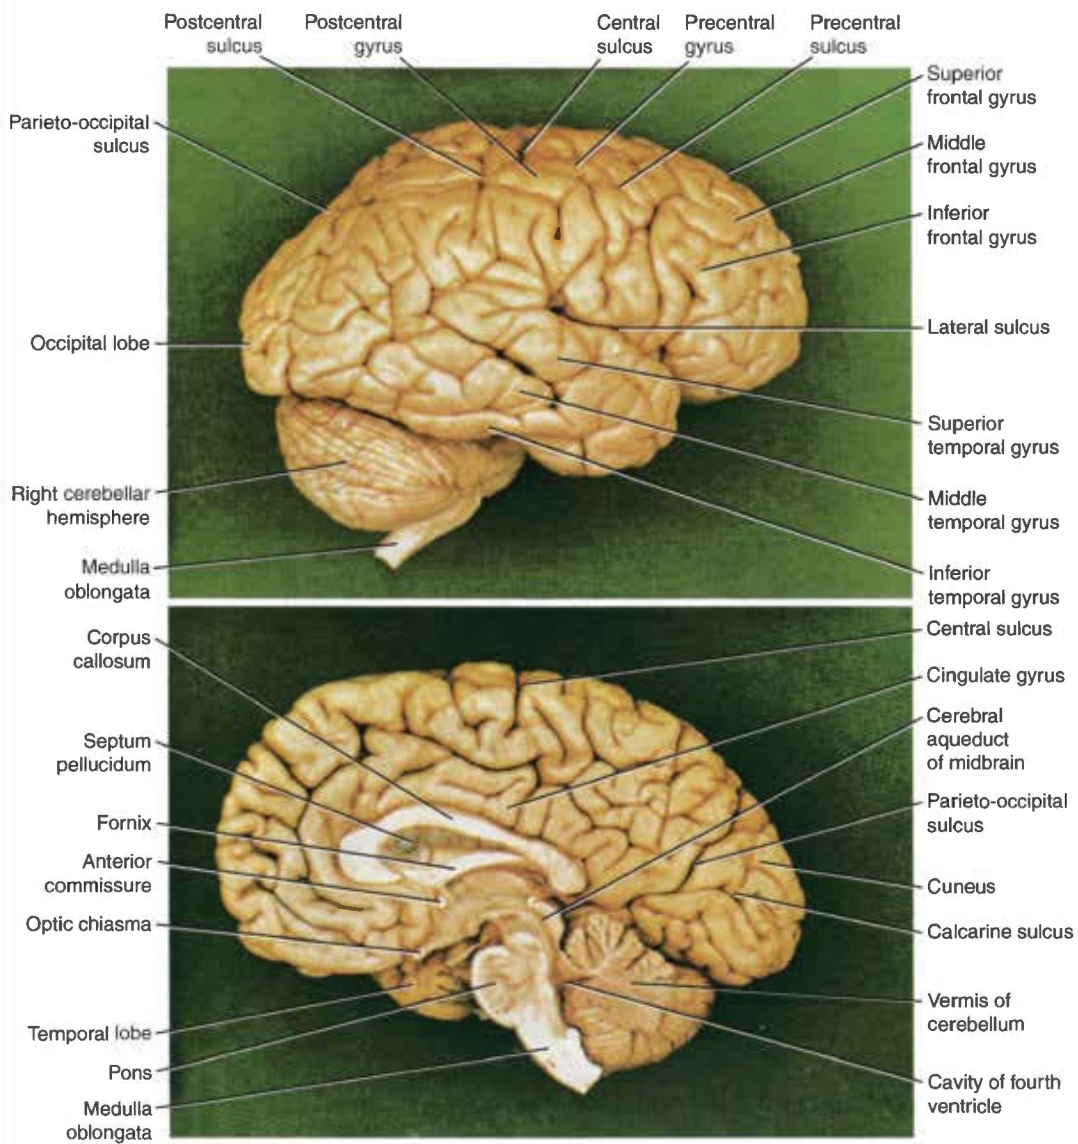 Postcentral
sulcus
Postcentral
gyrus
Central
sulcus
Precentral
gyrus
Precentral
sulcus
Superior
frontal gyrus
Parieto-occipital
sulcus
Middle
frontal gyrus
Inferior
frontal gyrus
Occipital lobe
Lateral sulcus
Superior
temporal gyrus
Right cerebellar
hemisphere
Middle
temporal gyrus
Medulla
oblongata
Inferior
temporal gyrus
Corpus
callosum
Central sulcus
Cingulate gyrus
Septum
pellucidum
Cerebral
aqueduct
of midbrain
Fornix
Parieto-occipital
sulcus
Anterior
commissure
Cuneus
Optic chiasma
Calcarine sulcus
Temporal lobe
Vermis of
cerebellum
Pons
Cavity of fourth
ventricle
Medulla
oblongata